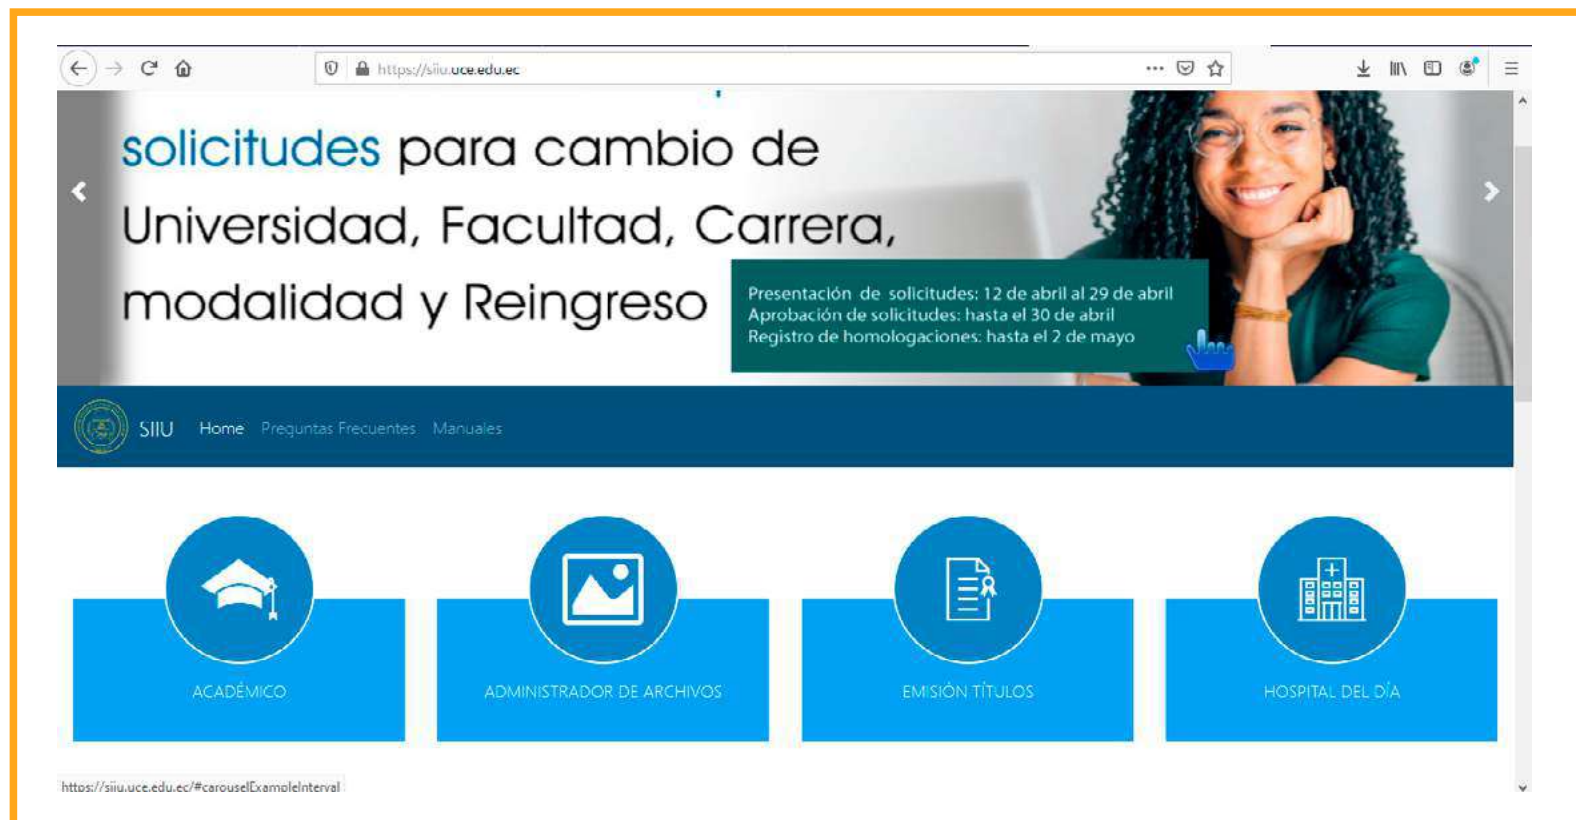 https://siiu.uce.edu.ec
solicitudes para cambio de
Universidad, Facultad, Carrera,
modalidad y Reingreso
Presentación de solicitudes: 12 de abril al 29 de abril
Aprobación de solicitudes: hasta el 30 de abril
Registro de homologaciones: hasta el 2 de mayo
SIIU Home Preguntas Frecuentes Manuales
ACADÉMICO
ADMINISTRADOR DE ARCHIVOS
EMISIÓN TÍTULOS
HOSPITAL DEL DÍA
https://siiu.uce.edu.ec/#carouselExampleInterval